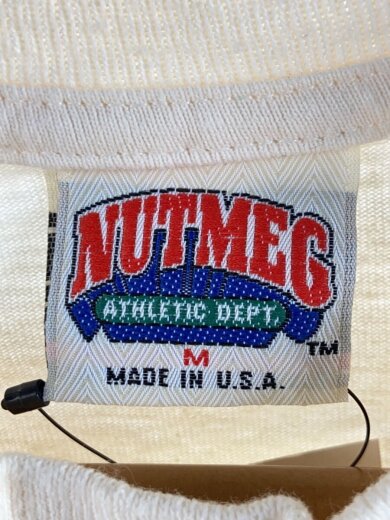 NUTMEG
ATHLETIC DEPT.
TM
M
MADE IN U.S.A.